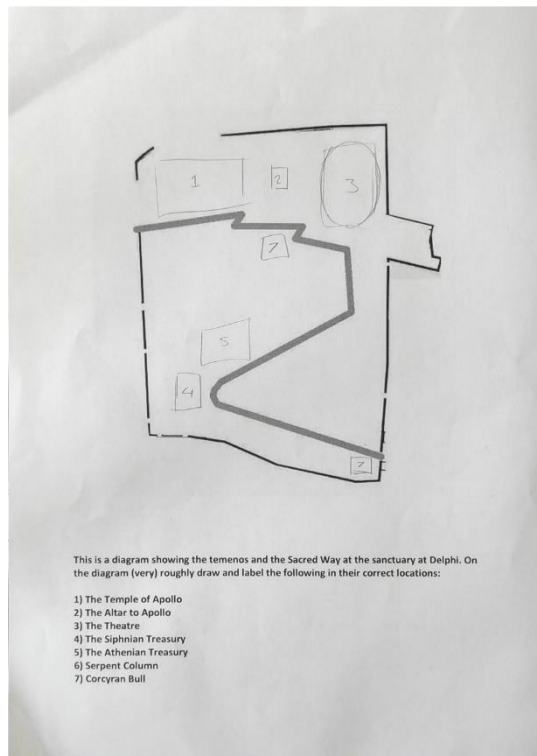 1
2
3
7
5
4
7
This is a diagram showing the temenos and the Sacred Way at the sanctuary at Delphi. On
the diagram (very) roughly draw and label the following in their correct locations:
1) The Temple of Apollo
2) The Altar to Apollo
3) The Theatre
4) The Siphnian Treasury
5) The Athenian Treasury
6) Serpent Column
7) Corcyran Bull